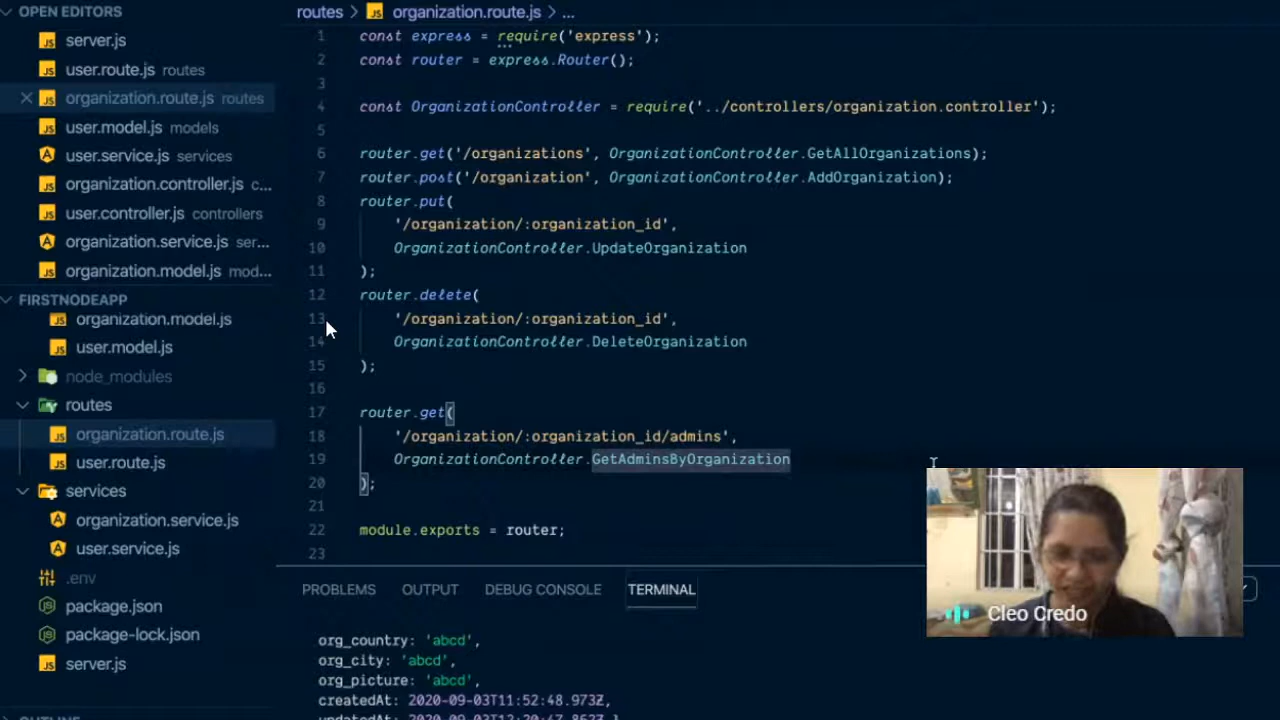 OPEN EDITORS
server.js
user.route.js routes
organization.route.js routes
user.model.js models
user.service.js services
organization.controller.js c...
user.controller.js controllers
organization.service.js ser...
organization.model.js mod...
FIRSTNODEAPP
organization.model.js
user.model.js
node_modules
routes
organization.route.js
user.route.js
services
organization.service.js
user.service.js
.env
package.json
package-lock.json
server.js
routes > organization.route.js > ...
1 const express = require('express');
2 const router = express.Router();
3
4 const OrganizationController = require('../controllers/organization.controller');
5
6 router.get('/organizations', OrganizationController.GetAllOrganizations);
7 router.post('/organization', OrganizationController.AddOrganization);
8 router.put(
9 '/organization/:organization_id',
10 OrganizationController.UpdateOrganization
11 );
12 router.delete(
13 '/organization/:organization_id',
14 OrganizationController.DeleteOrganization
15 );
16
17 router.get(
18 '/organization/:organization_id/admins',
19 OrganizationController.GetAdminsByOrganization
20 );
21
22 module.exports = router;
23
PROBLEMS OUTPUT DEBUG CONSOLE TERMINAL
org_country: 'abcd',
org_city: 'abcd',
org_picture: 'abcd',
createdAt: 2020-09-03T11:52:48.973Z,
Cleo Credo